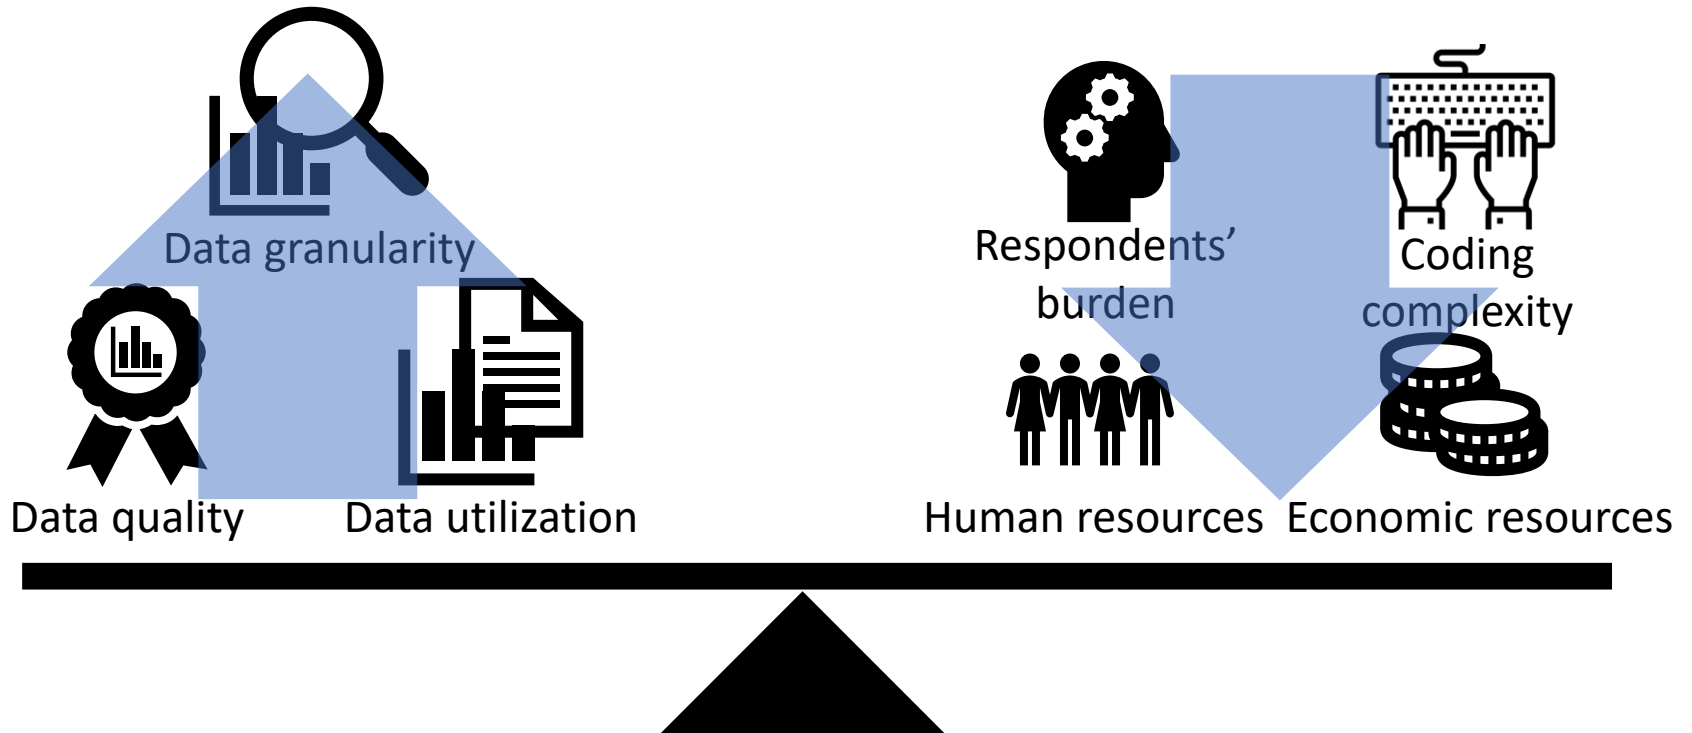 Data granularity
Data quality
Data utilization
Respondents’
burden
Coding
complexity
Human resources
Economic resources